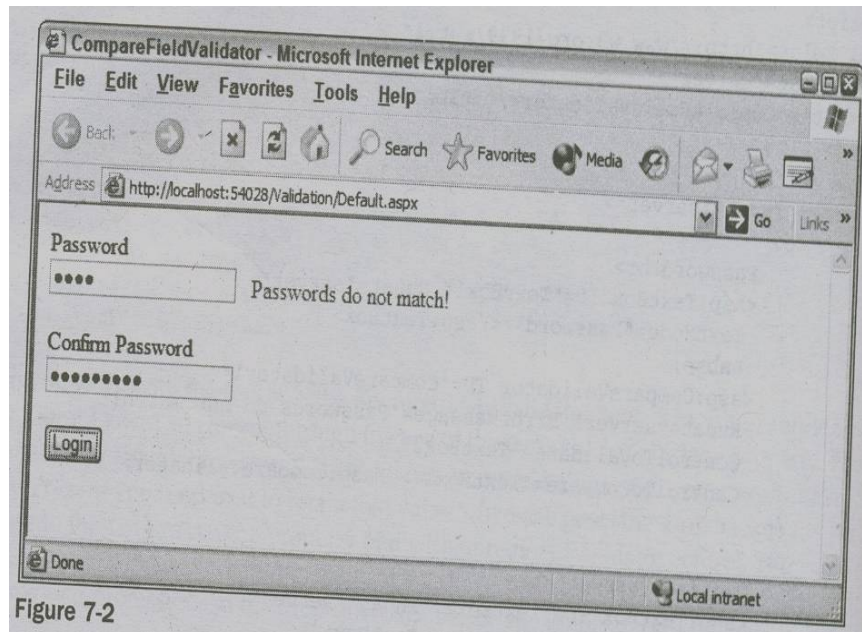 CompareFieldValidator - Microsoft Internet Explorer
File Edit View Favorites Tools Help
Back Search Favorites Media »
Address http://localhost:54028/Validation/Default.aspx Go Links »
Password
•••• Passwords do not match!
Confirm Password
•••••••••
Login
Done Local intranet
Figure 7-2